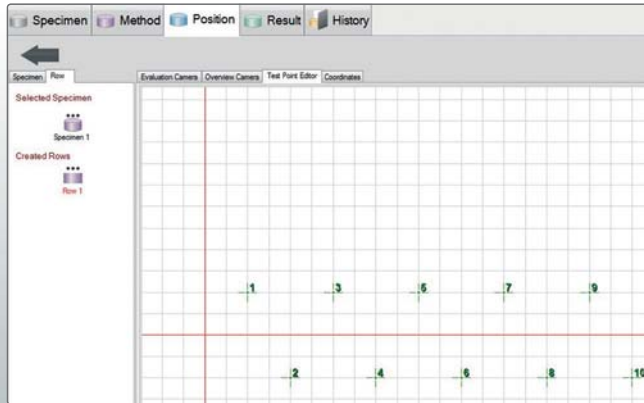 Specimen Method Position Result History
Specimen Row Evaluation Camera Overview Camera Test Point Editor Coordinates
Selected Specimen
Specimen 1
Created Rows
Row 1
1 3 5 7 9
2 4 6 8 10